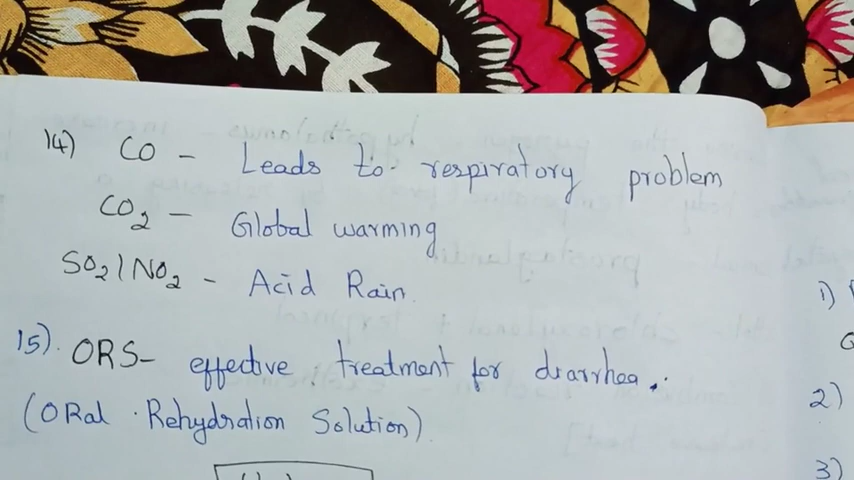 14) CO - Leads to respiratory problem
CO2 - Global warming
SO2/NO2 - Acid Rain.
15). ORS- effective treatment for diarrhea.
(ORal Rehydration Solution)
1)
2)
3)